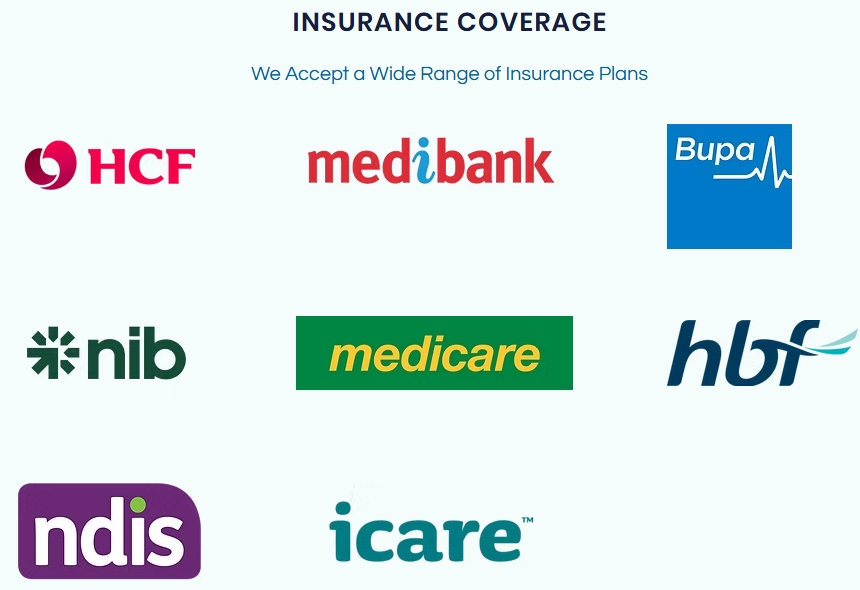 INSURANCE COVERAGE
We Accept a Wide Range of Insurance Plans
HCF
medibank
Bupa
nib
medicare
hbf
ndis
icare™